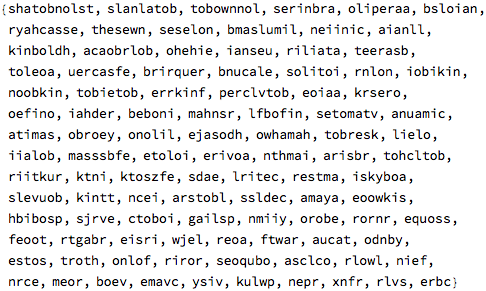 {shatobnolst, slanlatob, tobownnol, serinbra, oliperaa, bsloian,
ryahcasse, thesewn, seselon, bmaslumil, neiinic, aianll,
kinboldh, acaobrlob, ohehie, ianseu, riliata, teerasb,
toleoa, uercasfe, brirquer, bnucale, solitoi, rnlon, iobikin,
noobkin, tobietob, errkinf, perclvtob, eoiaa, krsero,
oefino, iahder, beboni, mahnsr, lfbofin, setomatv, anuamic,
atimas, obroey, onolil, ejasodh, owhamah, tobresk, lielo,
iialob, masssbfe, etoloi, erivoa, nthmai, arisbr, tohcltob,
riitkur, ktni, ktoszfe, sdae, lritec, restma, iskyboa,
slevuob, kintt, ncei, arstobl, ssldec, amaya, eoowkis,
hbibosp, sjrve, ctoboi, gailsp, nmiiy, orobe, rornr, equoss,
feoot, rtgabr, eisri, wjel, reoa, ftwar, aucat, odnby,
estos, troth, onlof, riror, seoqubo, asclco, rlowl, nief,
nrce, meor, boev, emavc, ysiv, kulwp, nepr, xnfr, rlvs, erbc}